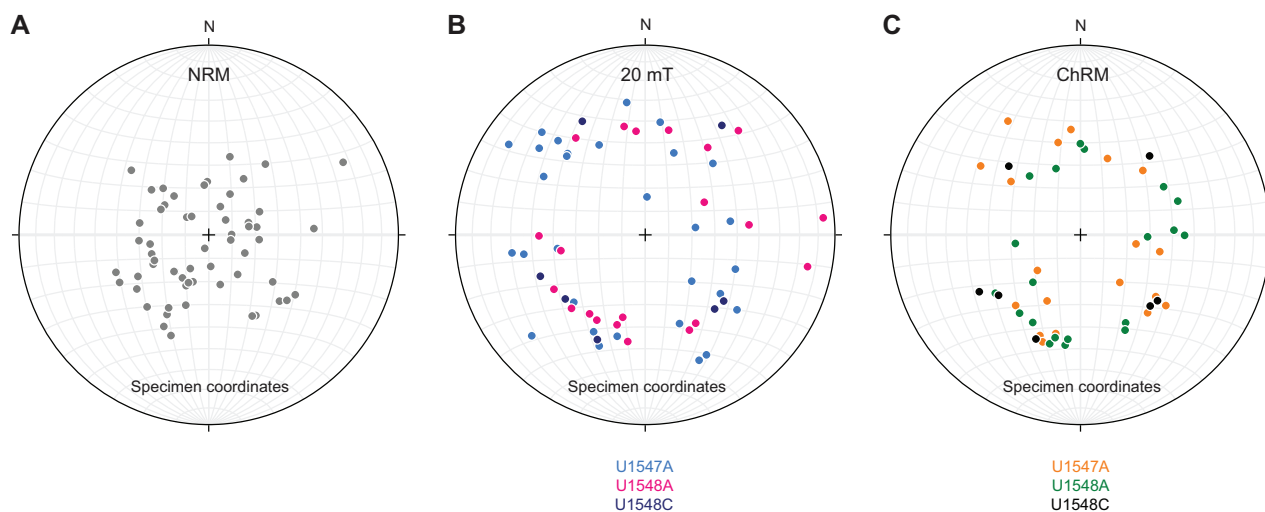 A
N
NRM
Specimen coordinates
B
20 mT
Specimen coordinates
U1547A
U1548A
U1548C
C
N
ChRM
Specimen coordinates
U1547A
U1548A
U1548C